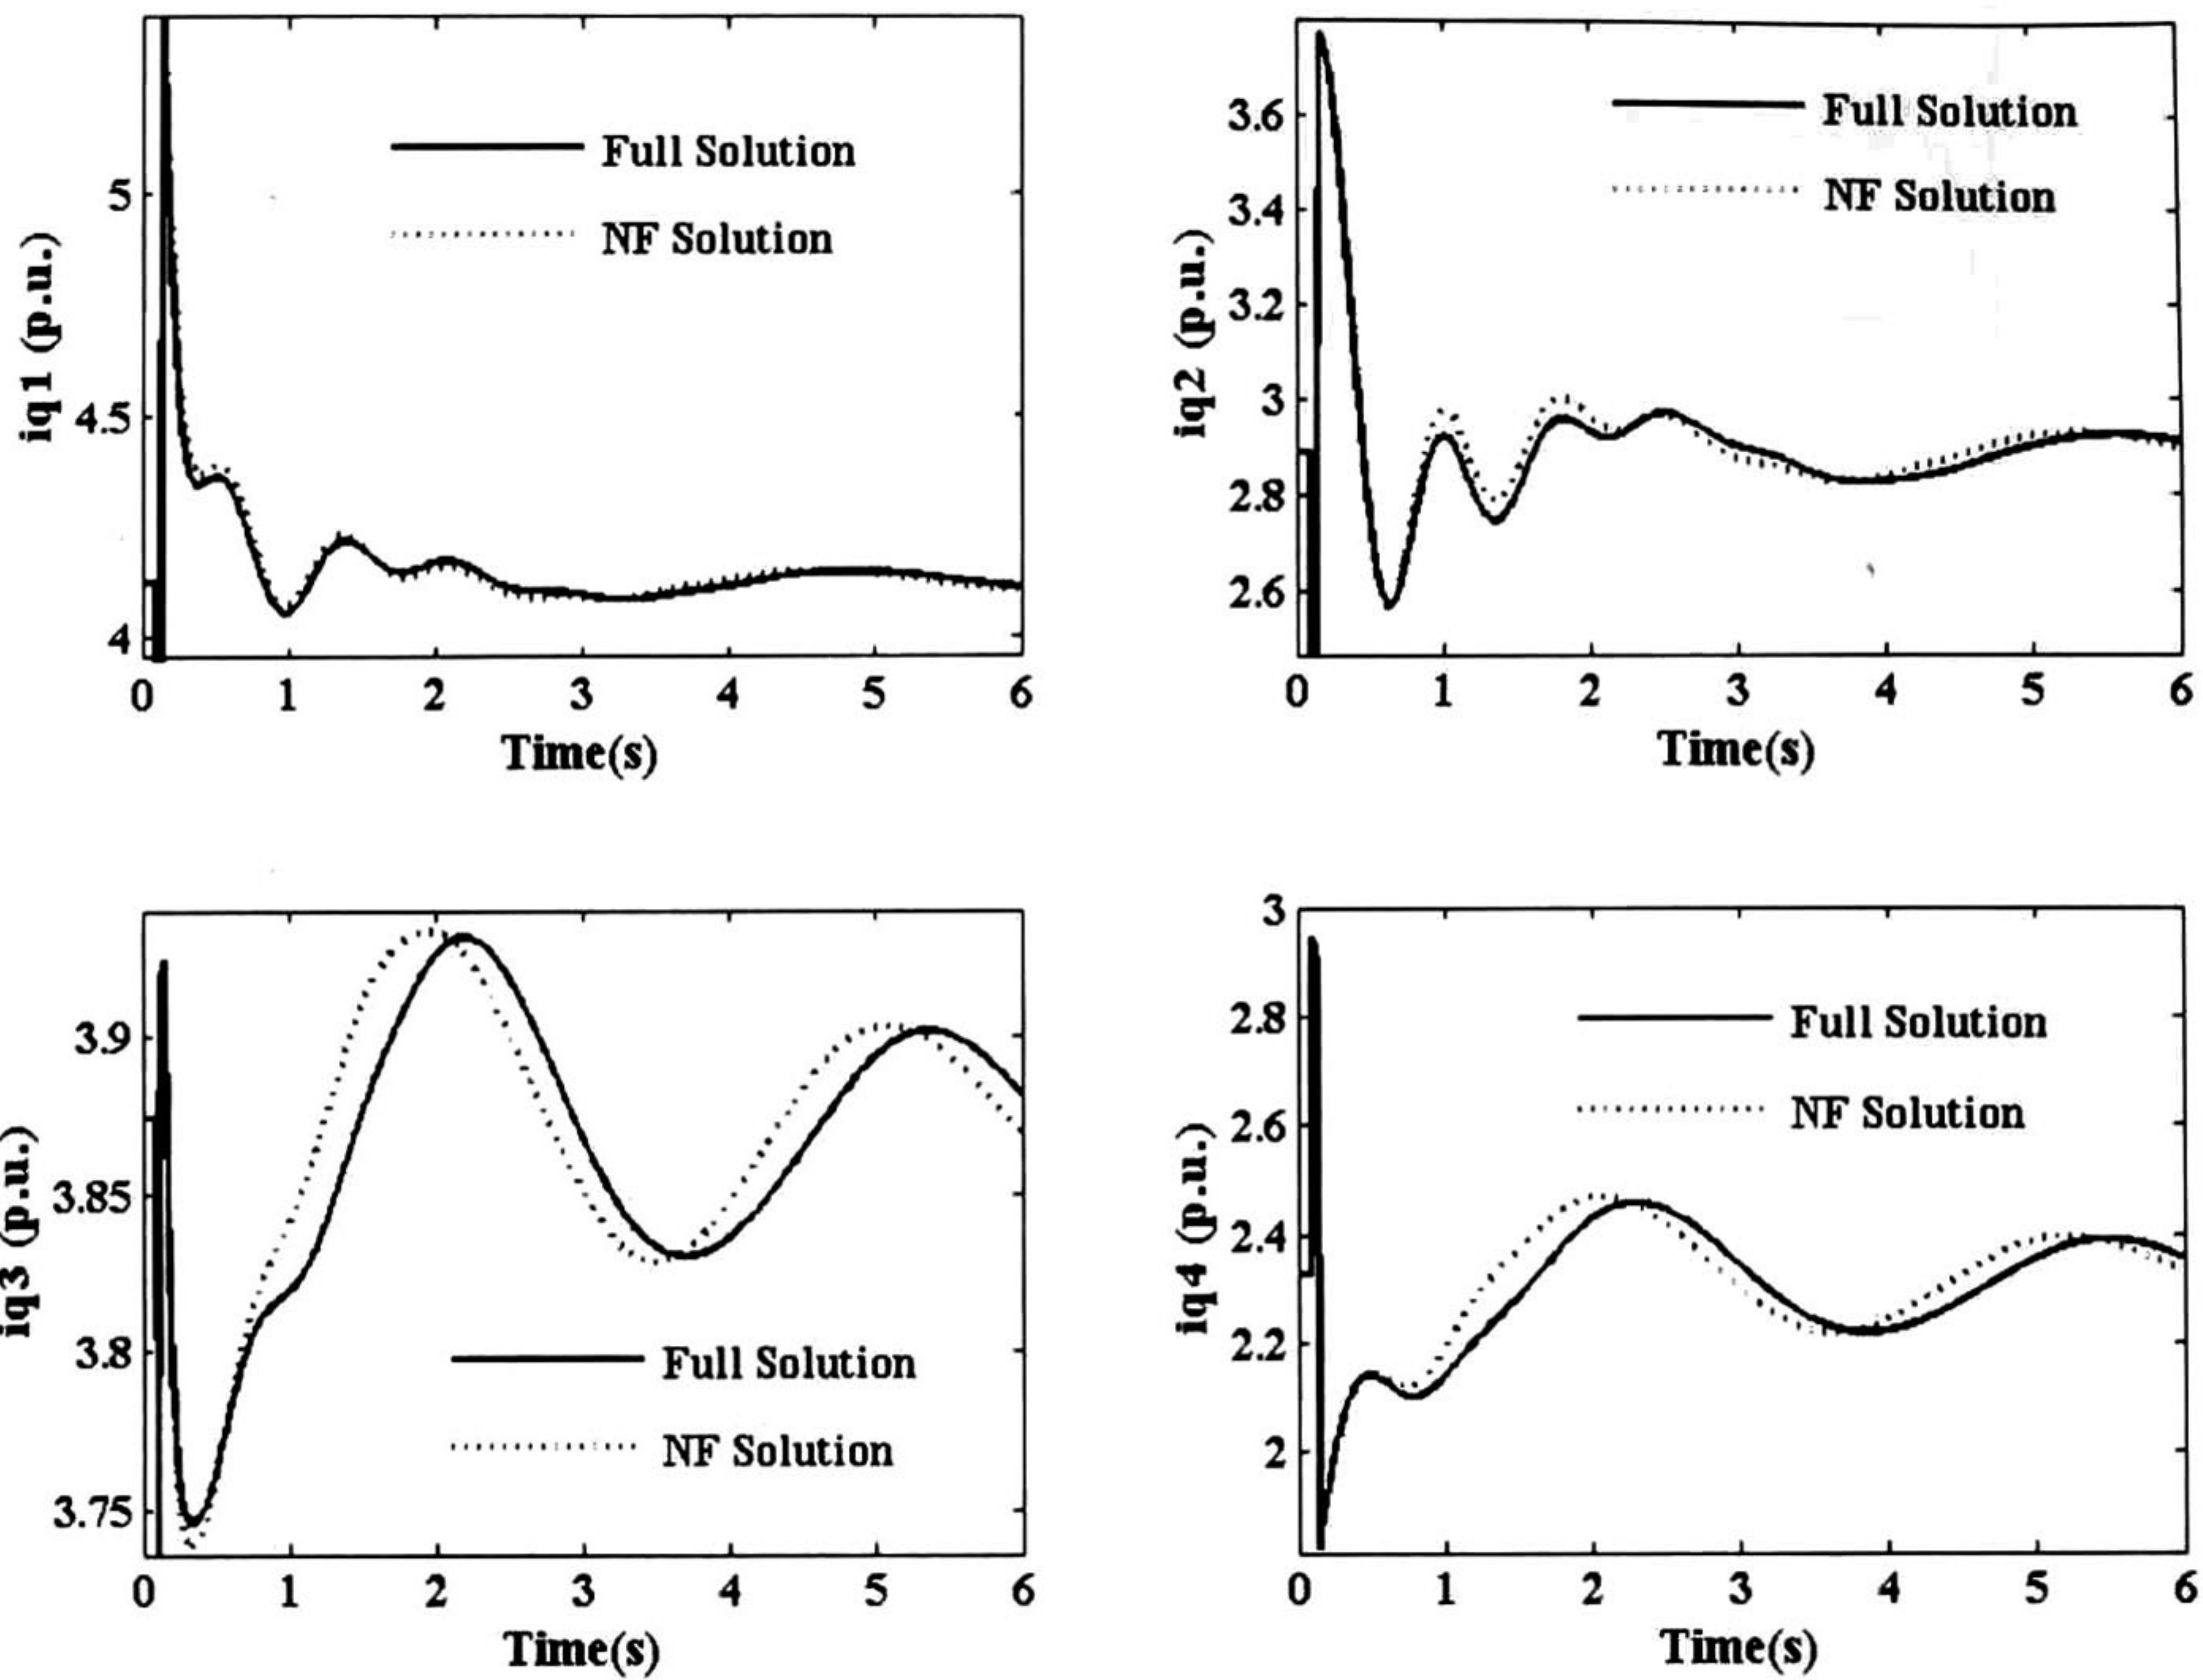 iq1 (p.u.)
5
4.5
4
Full Solution
NF Solution
0 1 2 3 4 5 6
Time(s)
iq2 (p.u.)
3.6
3.4
3.2
3
2.8
2.6
Full Solution
NF Solution
0 1 2 3 4 5 6
Time(s)
iq3 (p.u.)
3.9
3.85
3.8
3.75
Full Solution
NF Solution
0 1 2 3 4 5 6
Time(s)
iq4 (p.u.)
3
2.8
2.6
2.4
2.2
2
Full Solution
NF Solution
0 1 2 3 4 5 6
Time(s)